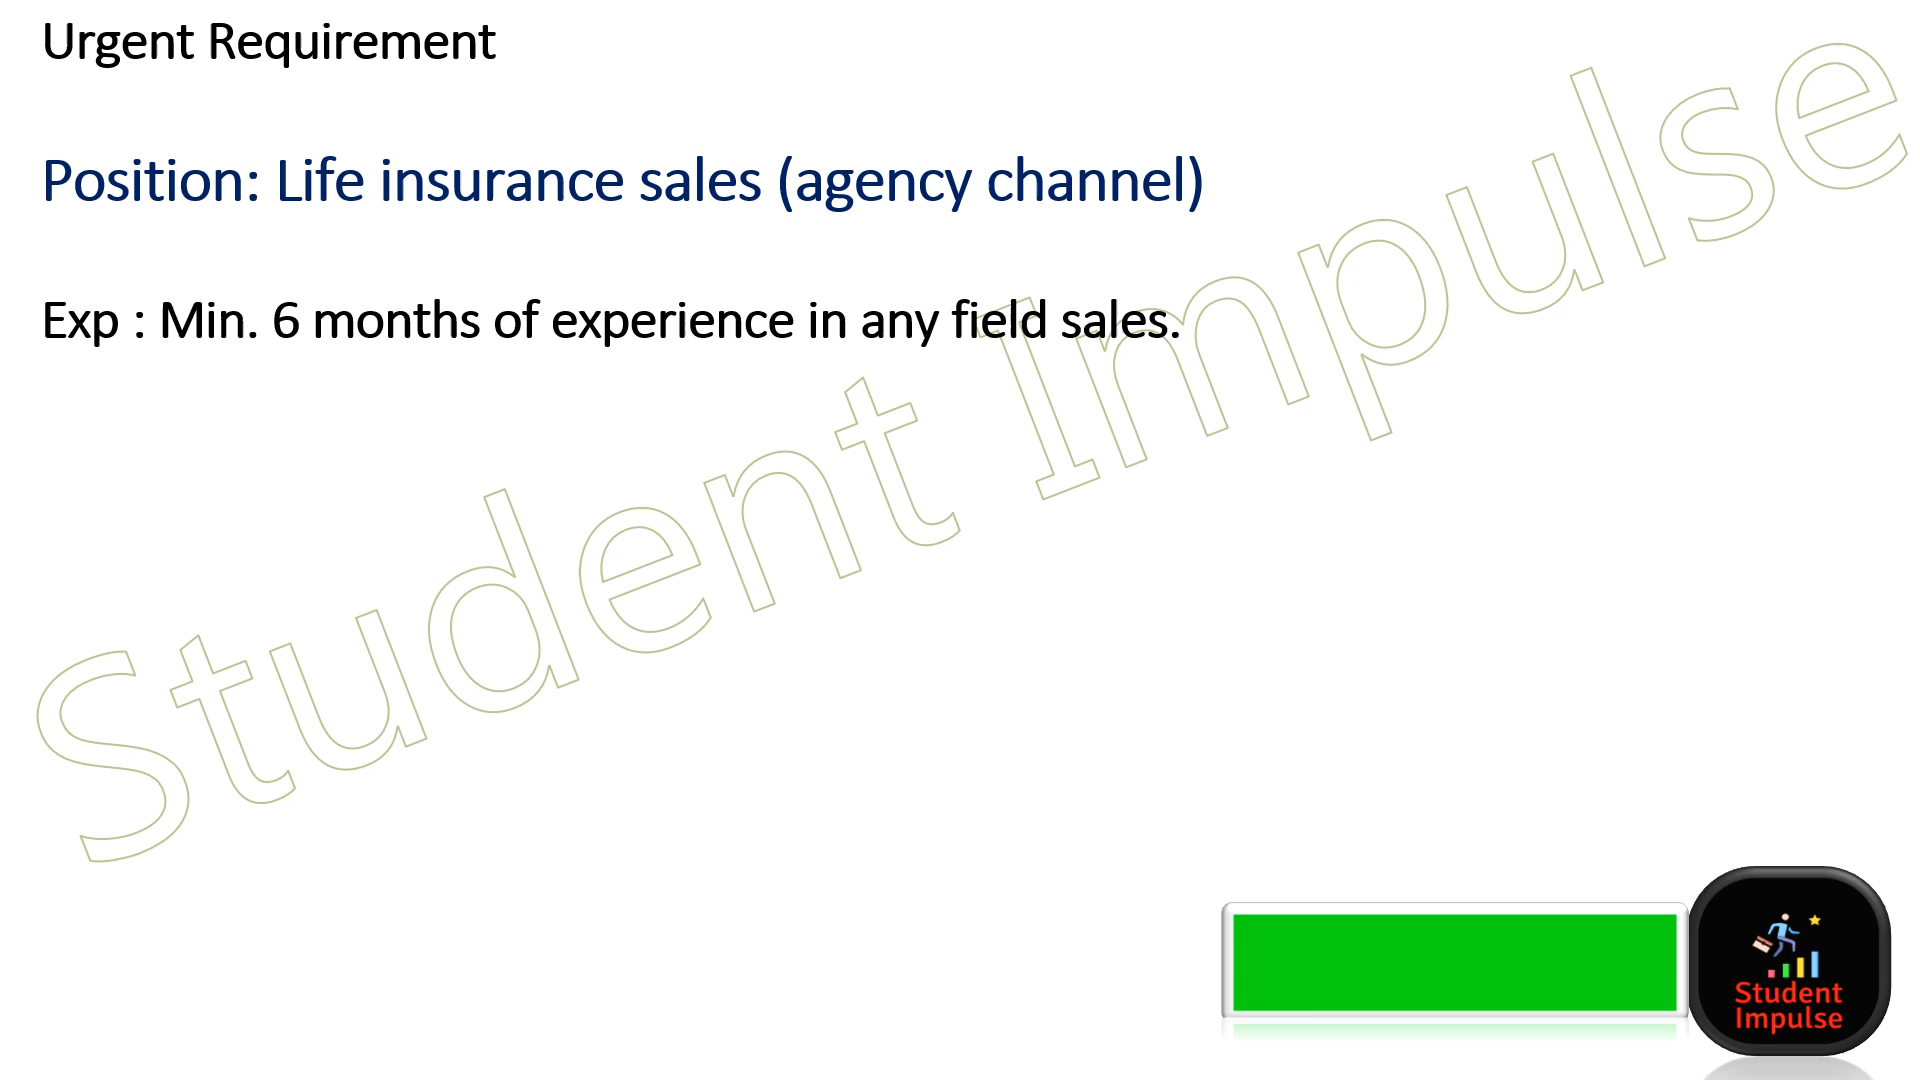 Urgent Requirement
Position: Life insurance sales (agency channel)
Exp : Min. 6 months of experience in any field sales.
Student Impulse
Student
Impulse